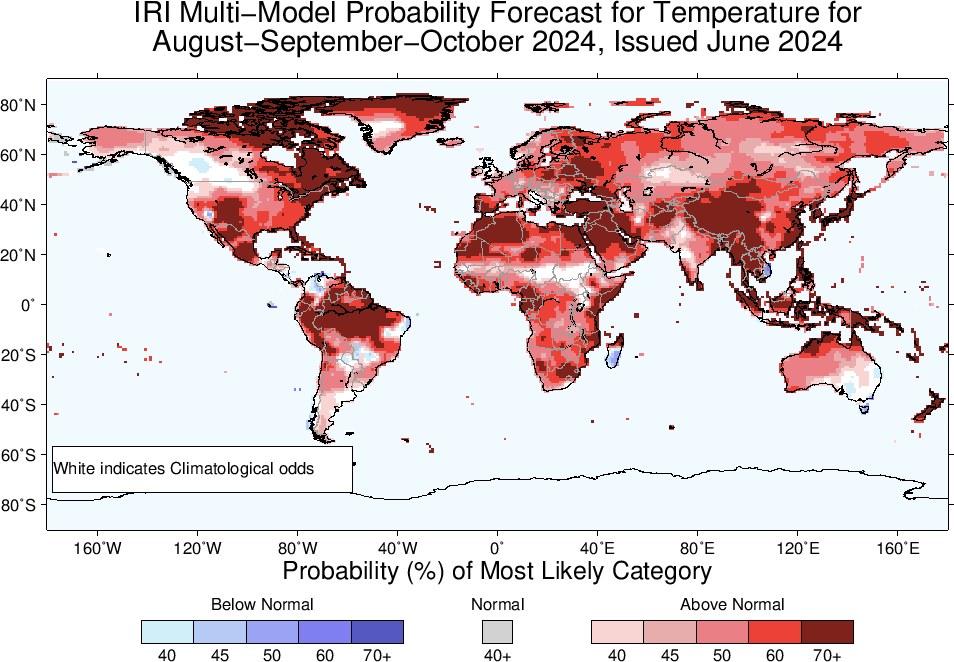 IRI Multi−Model Probability Forecast for Temperature for
August−September−October 2024, Issued June 2024
80˚N
60˚N
40˚N
20˚N
0˚
20˚S
40˚S
60˚S
80˚S
White indicates Climatological odds
160˚W 120˚W 80˚W 40˚W 0˚ 40˚E 80˚E 120˚E 160˚E
Probability (%) of Most Likely Category
Below Normal Normal Above Normal
40 45 50 60 70+ 40+ 40 45 50 60 70+